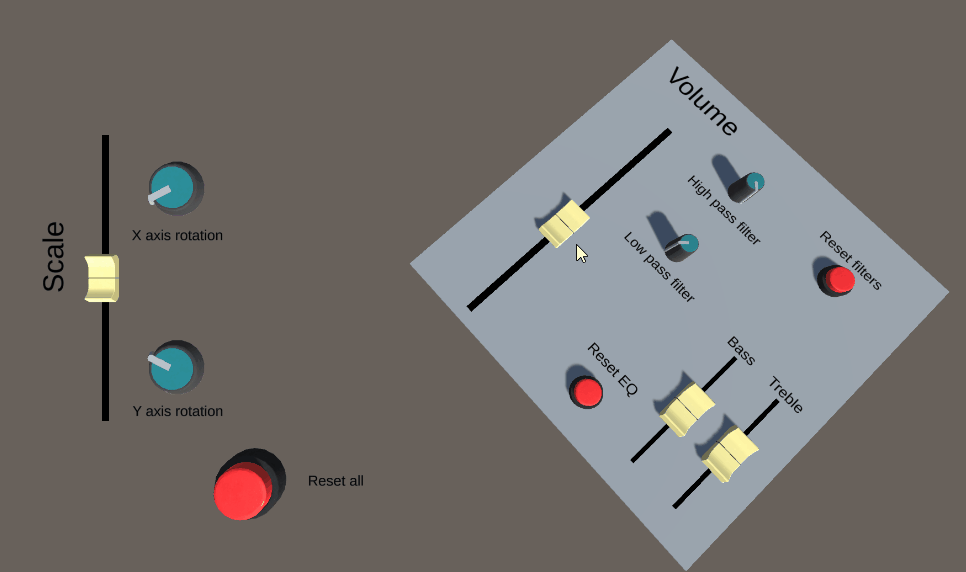 Scale
X axis rotation
Y axis rotation
Reset all
Volume
High pass filter
Low pass filter
Reset filters
Reset EQ
Bass
Treble